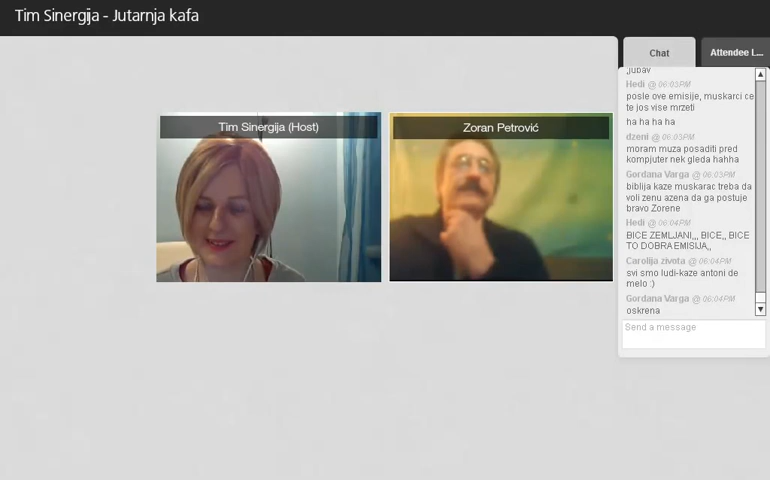 Tim Sinergija - Jutarnja kafa
Chat
Attendee L...
Tim Sinergija (Host)
Zoran Petrović
,jubav
Hedi @ 06:03PM
posle ove emisije, muskarci ce
te jos vise mrzeti
ha ha ha ha
dzeni @ 06:03PM
moram muza posaditi pred
kompjuter nek gleda hahha
Gordana Varga @ 06:03PM
biblija kaze muskarac treba da
voli zenu azena da ga postuje
bravo Zorene
Hedi @ 06:04PM
BICE ZEMLJANI,,, BICE,, BICE
TO DOBRA EMISIJA,,
Carolija zivota @ 06:04PM
svi smo ludi-kaze antoni de
melo :)
Gordana Varga @ 06:04PM
oskrena
Send a message